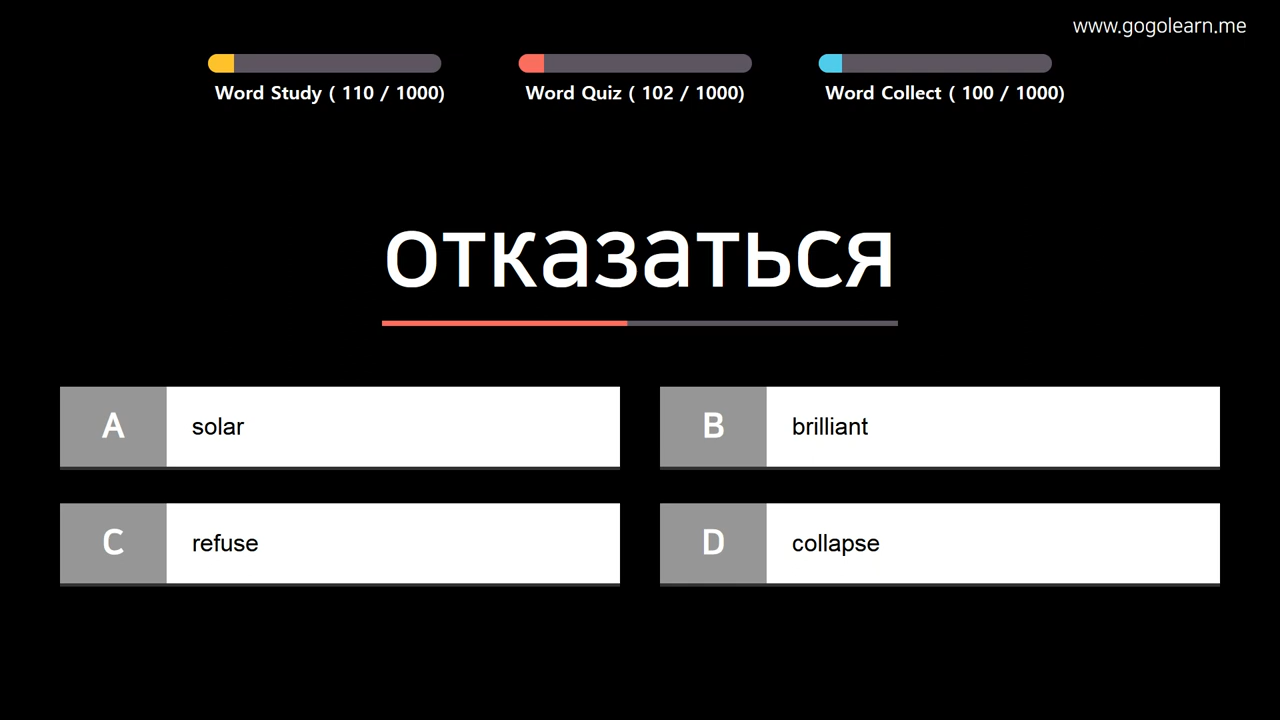 www.gogolearn.me
Word Study ( 110 / 1000)
Word Quiz ( 102 / 1000)
Word Collect ( 100 / 1000)
отказаться
A solar
B brilliant
C refuse
D collapse